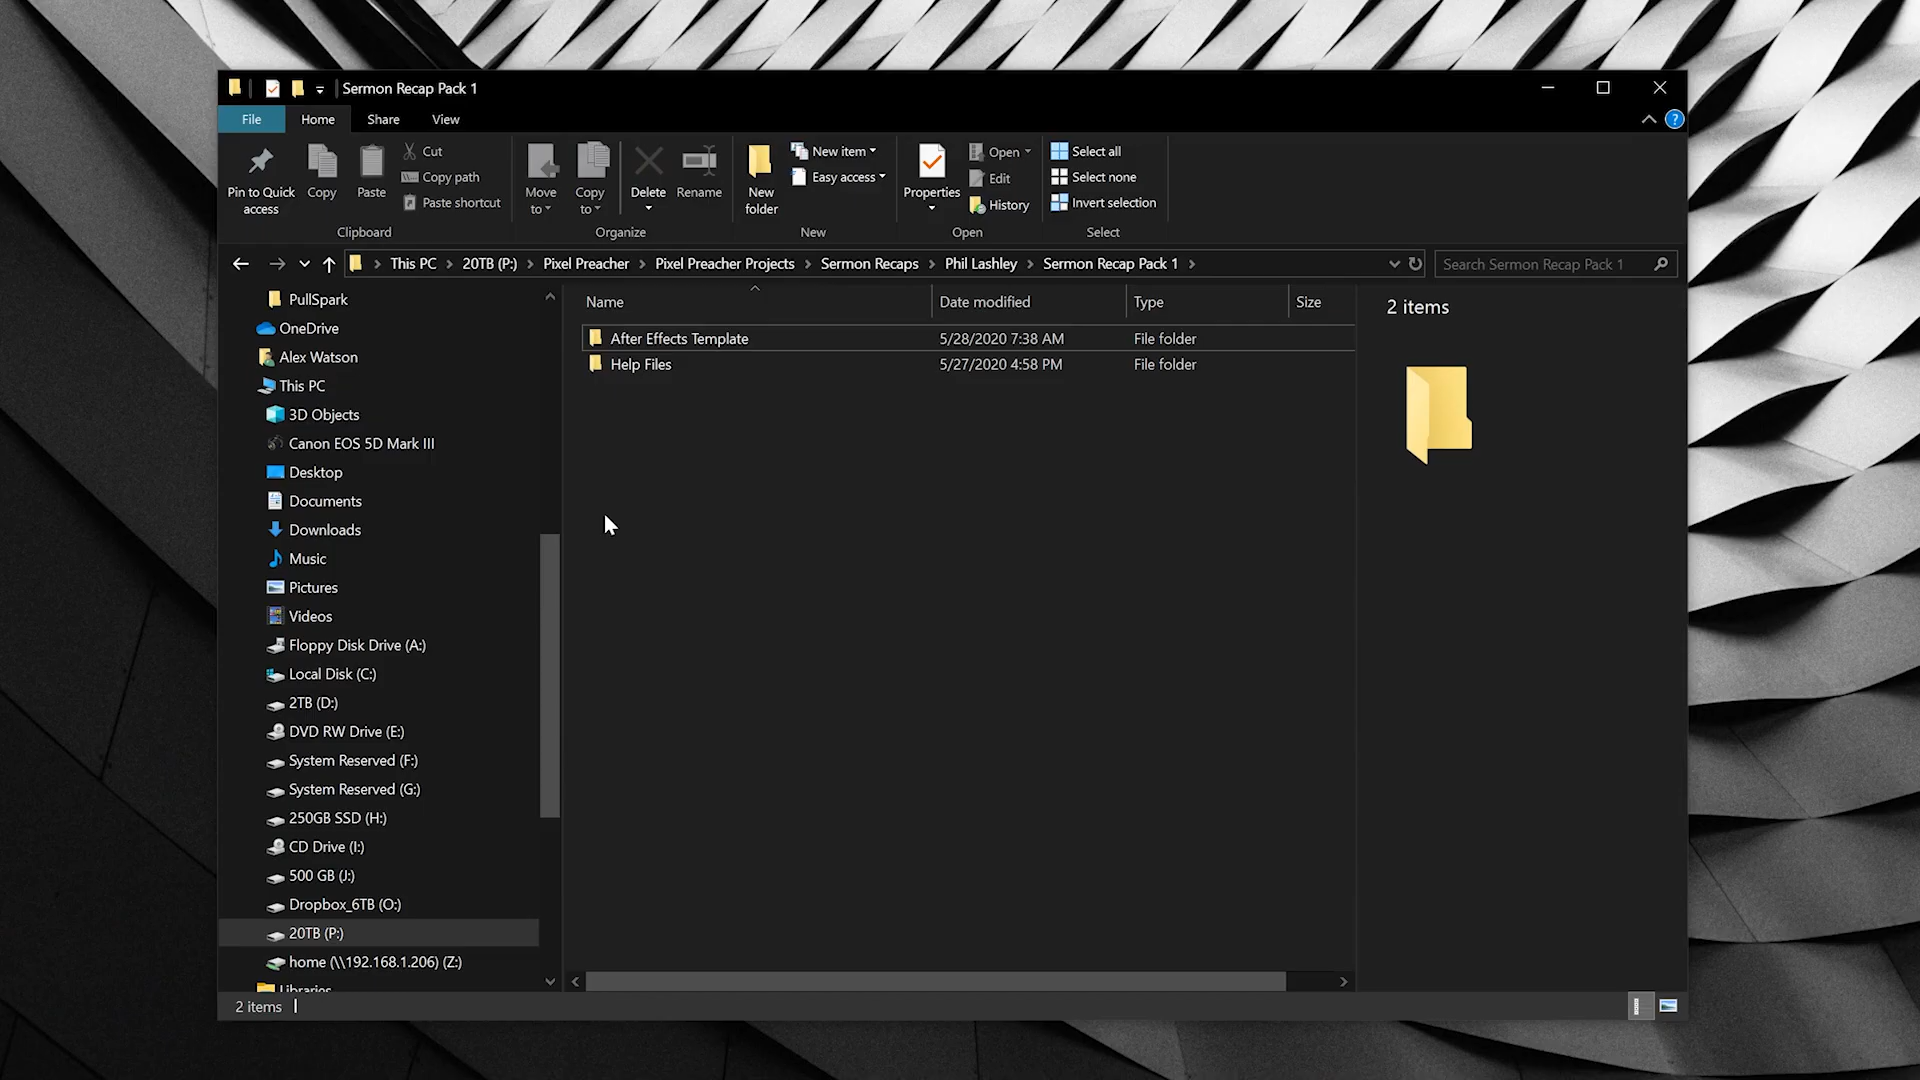 Sermon Recap Pack 1
File Home Share View
Pin to Quick access
Copy
Paste
Cut
Copy path
Paste shortcut
Clipboard
Move to
Copy to
Delete
Rename
Organize
New folder
New item
Easy access
New
Properties
Open
Edit
History
Open
Select all
Select none
Invert selection
Select
This PC > 20TB (P:) > Pixel Preacher > Pixel Preacher Projects > Sermon Recaps > Phil Lashley > Sermon Recap Pack 1 >
Search Sermon Recap Pack 1
PullSpark
OneDrive
Alex Watson
This PC
3D Objects
Canon EOS 5D Mark III
Desktop
Documents
Downloads
Music
Pictures
Videos
Floppy Disk Drive (A:)
Local Disk (C:)
2TB (D:)
DVD RW Drive (E:)
System Reserved (F:)
System Reserved (G:)
250GB SSD (H:)
CD Drive (I:)
500 GB (J:)
Dropbox_6TB (O:)
20TB (P:)
home (\\192.168.1.206) (Z:)
Libraries
Name Date modified Type Size
After Effects Template 5/28/2020 7:38 AM File folder
Help Files 5/27/2020 4:58 PM File folder
2 items
2 items